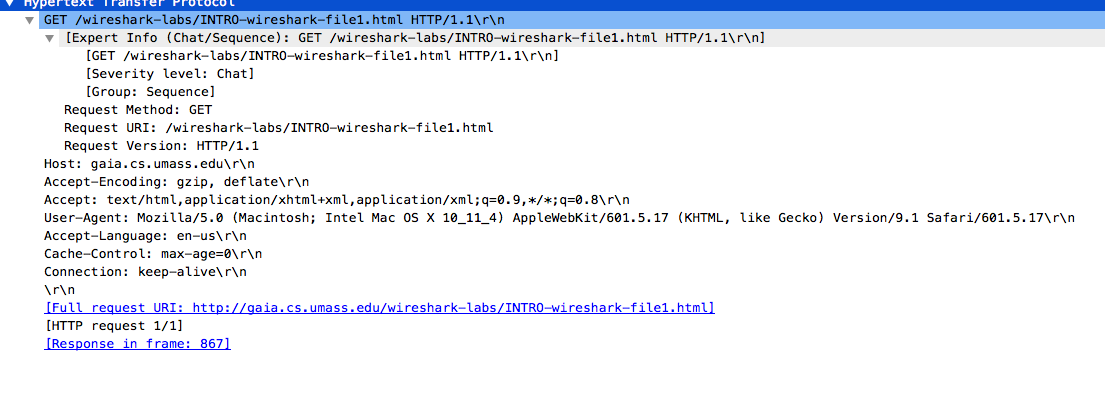 Hypertext Transfer Protocol
GET /wireshark-labs/INTRO-wireshark-file1.html HTTP/1.1\r\n
[Expert Info (Chat/Sequence): GET /wireshark-labs/INTRO-wireshark-file1.html HTTP/1.1\r\n]
[GET /wireshark-labs/INTRO-wireshark-file1.html HTTP/1.1\r\n]
[Severity level: Chat]
[Group: Sequence]
Request Method: GET
Request URI: /wireshark-labs/INTRO-wireshark-file1.html
Request Version: HTTP/1.1
Host: gaia.cs.umass.edu\r\n
Accept-Encoding: gzip, deflate\r\n
Accept: text/html,application/xhtml+xml,application/xml;q=0.9,*/*;q=0.8\r\n
User-Agent: Mozilla/5.0 (Macintosh; Intel Mac OS X 10_11_4) AppleWebKit/601.5.17 (KHTML, like Gecko) Version/9.1 Safari/601.5.17\r\n
Accept-Language: en-us\r\n
Cache-Control: max-age=0\r\n
Connection: keep-alive\r\n
\r\n
[Full request URI: http://gaia.cs.umass.edu/wireshark-labs/INTRO-wireshark-file1.html]
[HTTP request 1/1]
[Response in frame: 867]